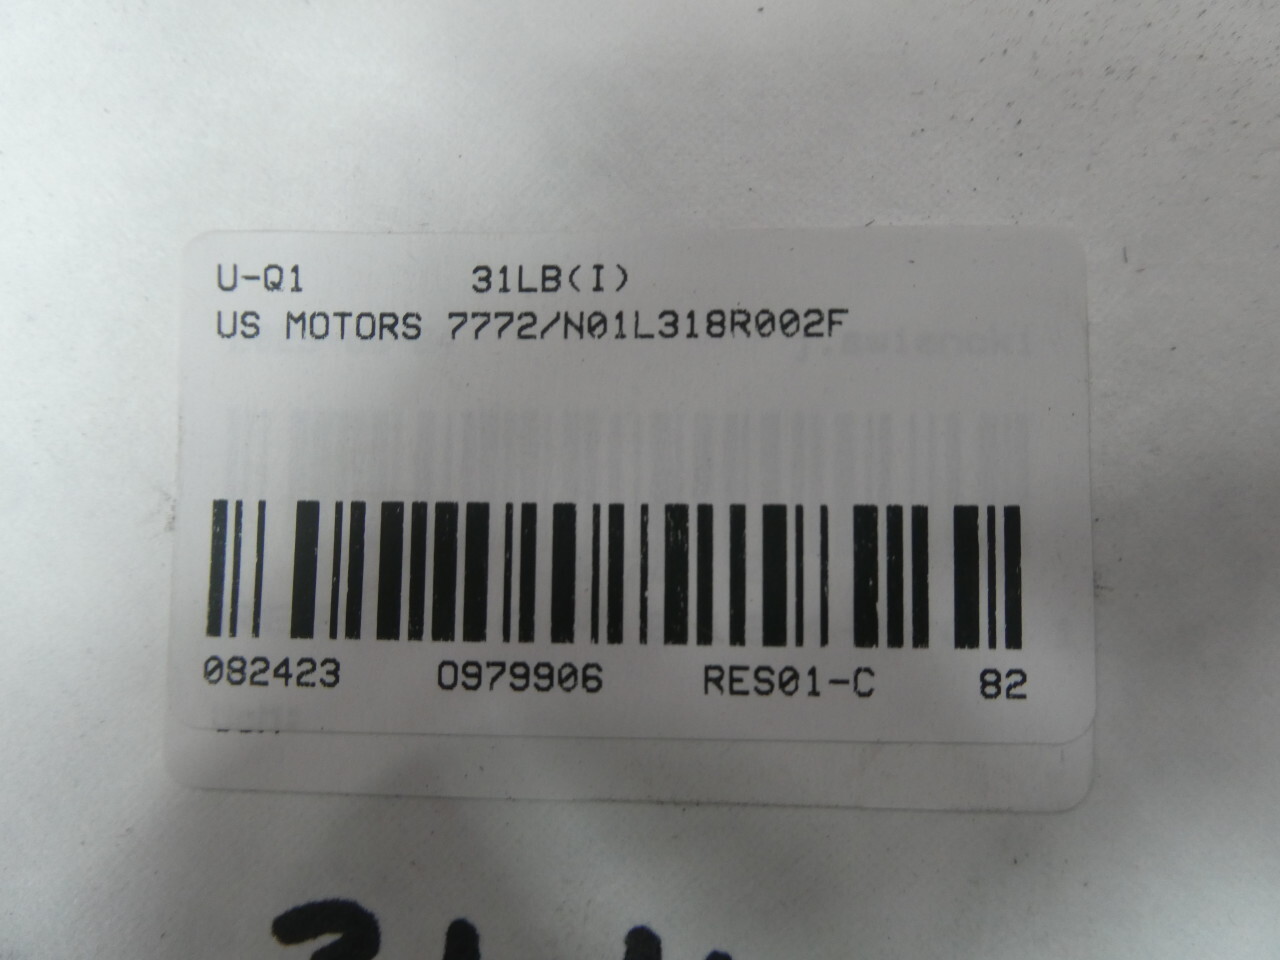 U-Q1 31LB(I)
US MOTORS 7772/N01L318R002F
082423 0979906 RES01-C 82